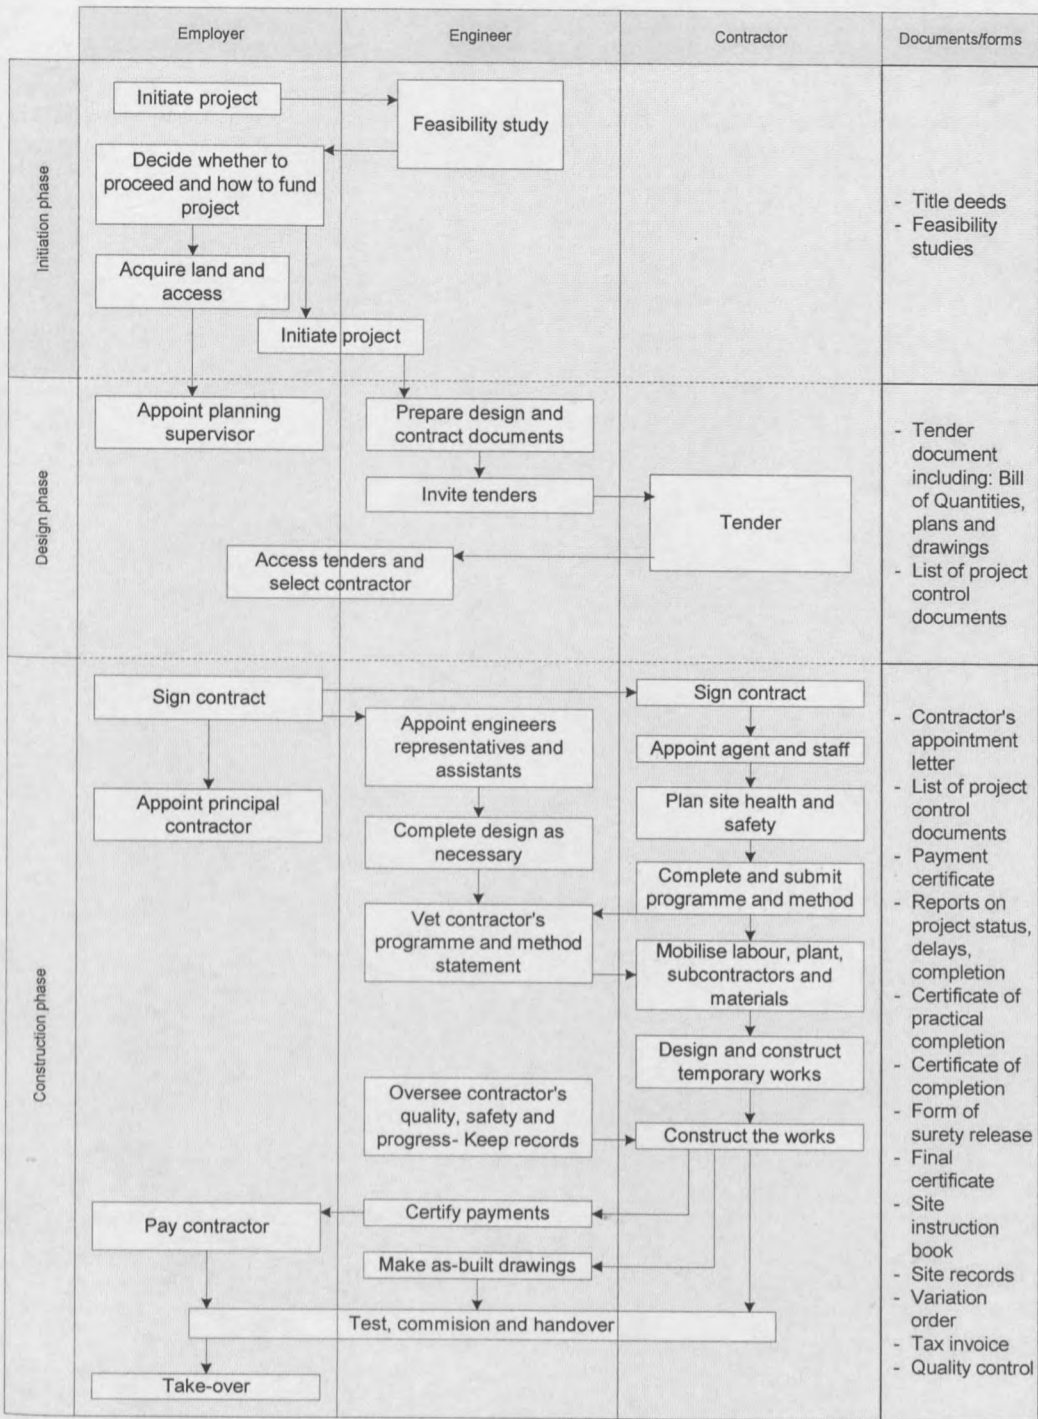 Employer
Engineer
Contractor
Documents/forms
Initiation phase
Initiate project
Feasibility study
Decide whether to
proceed and how to fund
project
Acquire land and
access
Initiate project
- Title deeds
- Feasibility
studies
Design phase
Appoint planning
supervisor
Prepare design and
contract documents
Invite tenders
Tender
Access tenders and
select contractor
- Tender
document
including: Bill
of Quantities,
plans and
drawings
- List of project
control
documents
Construction phase
Sign contract
Sign contract
Appoint engineers
representatives and
assistants
Appoint agent and staff
Appoint principal
contractor
Plan site health and
safety
Complete design as
necessary
Complete and submit
programme and method
Vet contractor's
programme and method
statement
Mobilise labour, plant,
subcontractors and
materials
Design and construct
temporary works
Oversee contractor's
quality, safety and
progress- Keep records
Construct the works
Certify payments
Pay contractor
Make as-built drawings
Test, commision and handover
Take-over
- Contractor's
appointment
letter
- List of project
control
documents
- Payment
certificate
- Reports on
project status,
delays,
completion
- Certificate of
practical
completion
- Certificate of
completion
- Form of
surety release
- Final
certificate
- Site
instruction
book
- Site records
- Variation
order
- Tax invoice
- Quality control